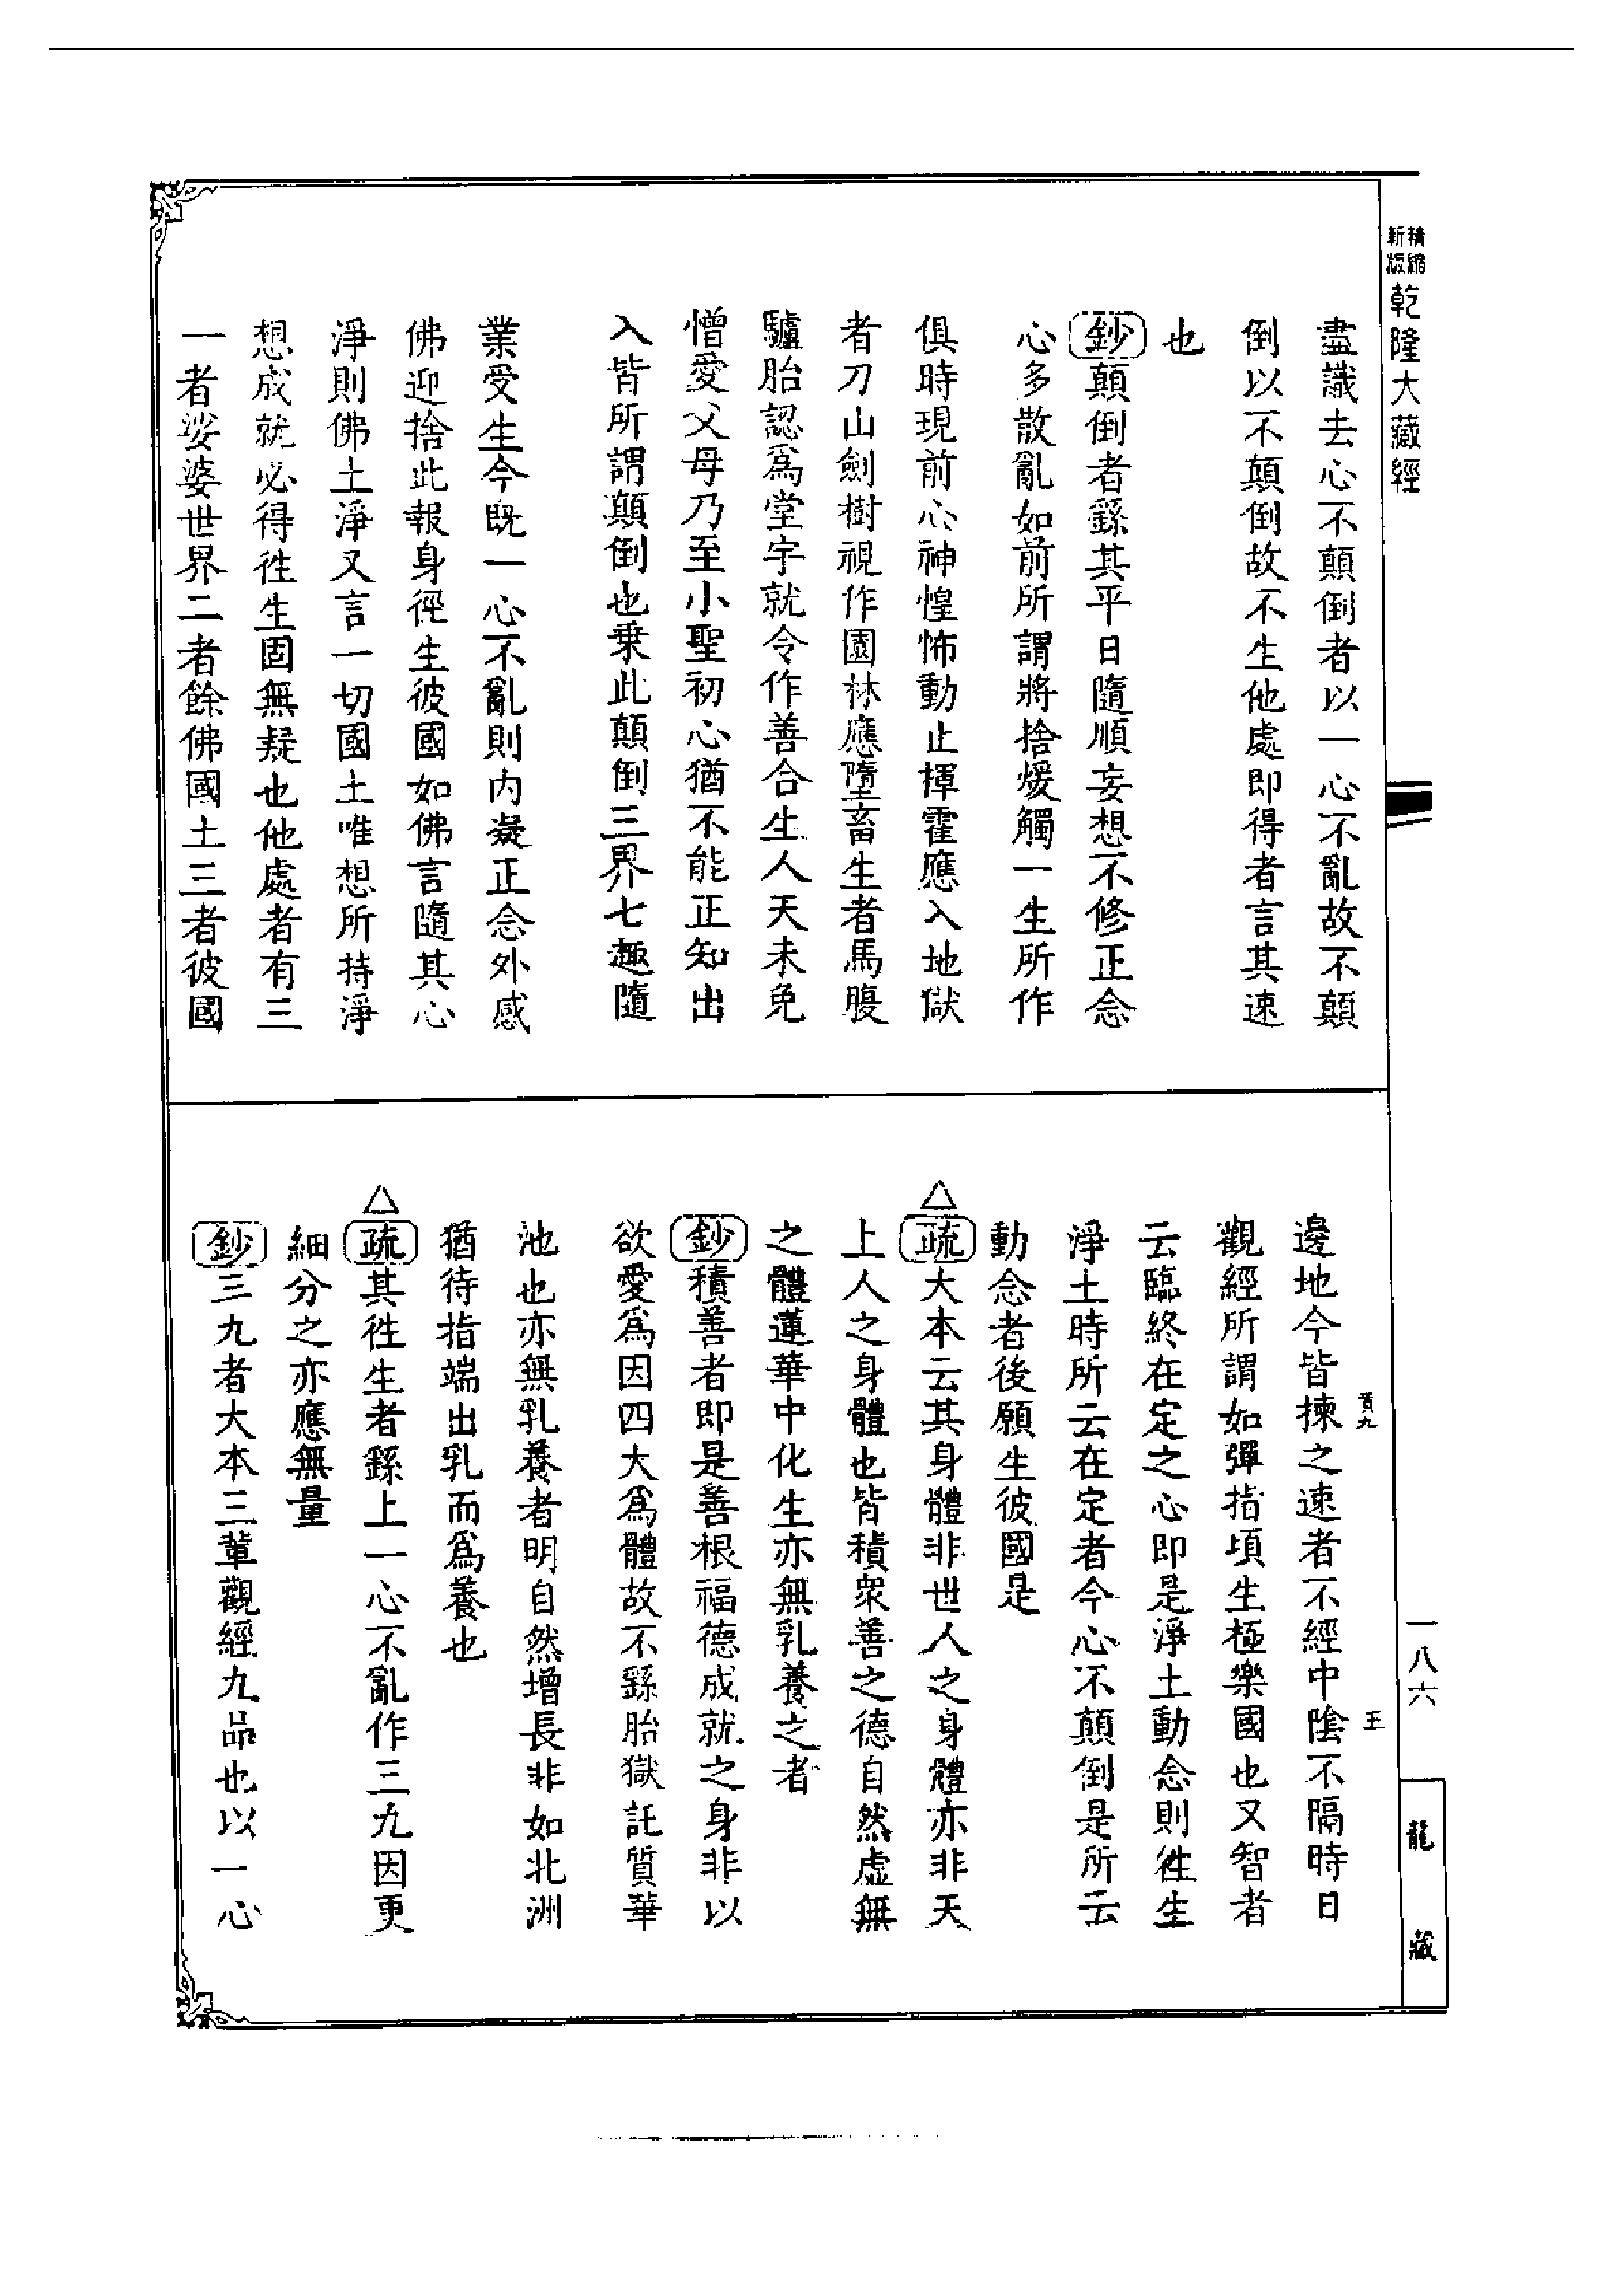 精縮新版
乾隆大藏經
盡識去心不顛倒者以一心不亂故不顛
倒以不顛倒故不生他處即得者言其速
也
鈔顛倒者繇其平日隨順妄想不修正念
心多散亂如前所謂將捨煖觸一生所作
俱時現前心神惶怖動止揮霍應入地獄
者刀山劍樹視作園林應墮畜生者馬腹
驢胎認爲堂宇就令作善合生人天未免
憎愛父母乃至小聖初心猶不能正知出
入皆所謂顛倒也乘此顛倒三界七趣隨
業受生今既一心不亂則内凝正念外感
佛迎捨此報身徑生彼國如佛言隨其心
淨則佛土淨又言一切國土唯想所持淨
想成就必得徃生固無疑也他處者有三
一者娑婆世界二者餘佛國土三者彼國
邊地今皆揀之速者不經中陰不隔時日
觀經所謂如彈指頃生極樂國也又智者
云臨終在定之心即是淨土動念則徃生
淨土時所云在定者今心不顛倒是所云
動念者後願生彼國是
△疏大本云其身體非世人之身體亦非天
上人之身體也皆積衆善之德自然虛無
之體蓮華中化生亦無乳養之者
鈔積善者即是善根福德成就之身非以
欲愛爲因四大爲體故不繇胎獄託質華
池也亦無乳養者明自然增長非如北洲
猶待指端出乳而爲養也
△疏其徃生者繇上一心不亂作三九因更
細分之亦應無量
鈔三九者大本三輩觀經九品也以一心
一八六
龍藏